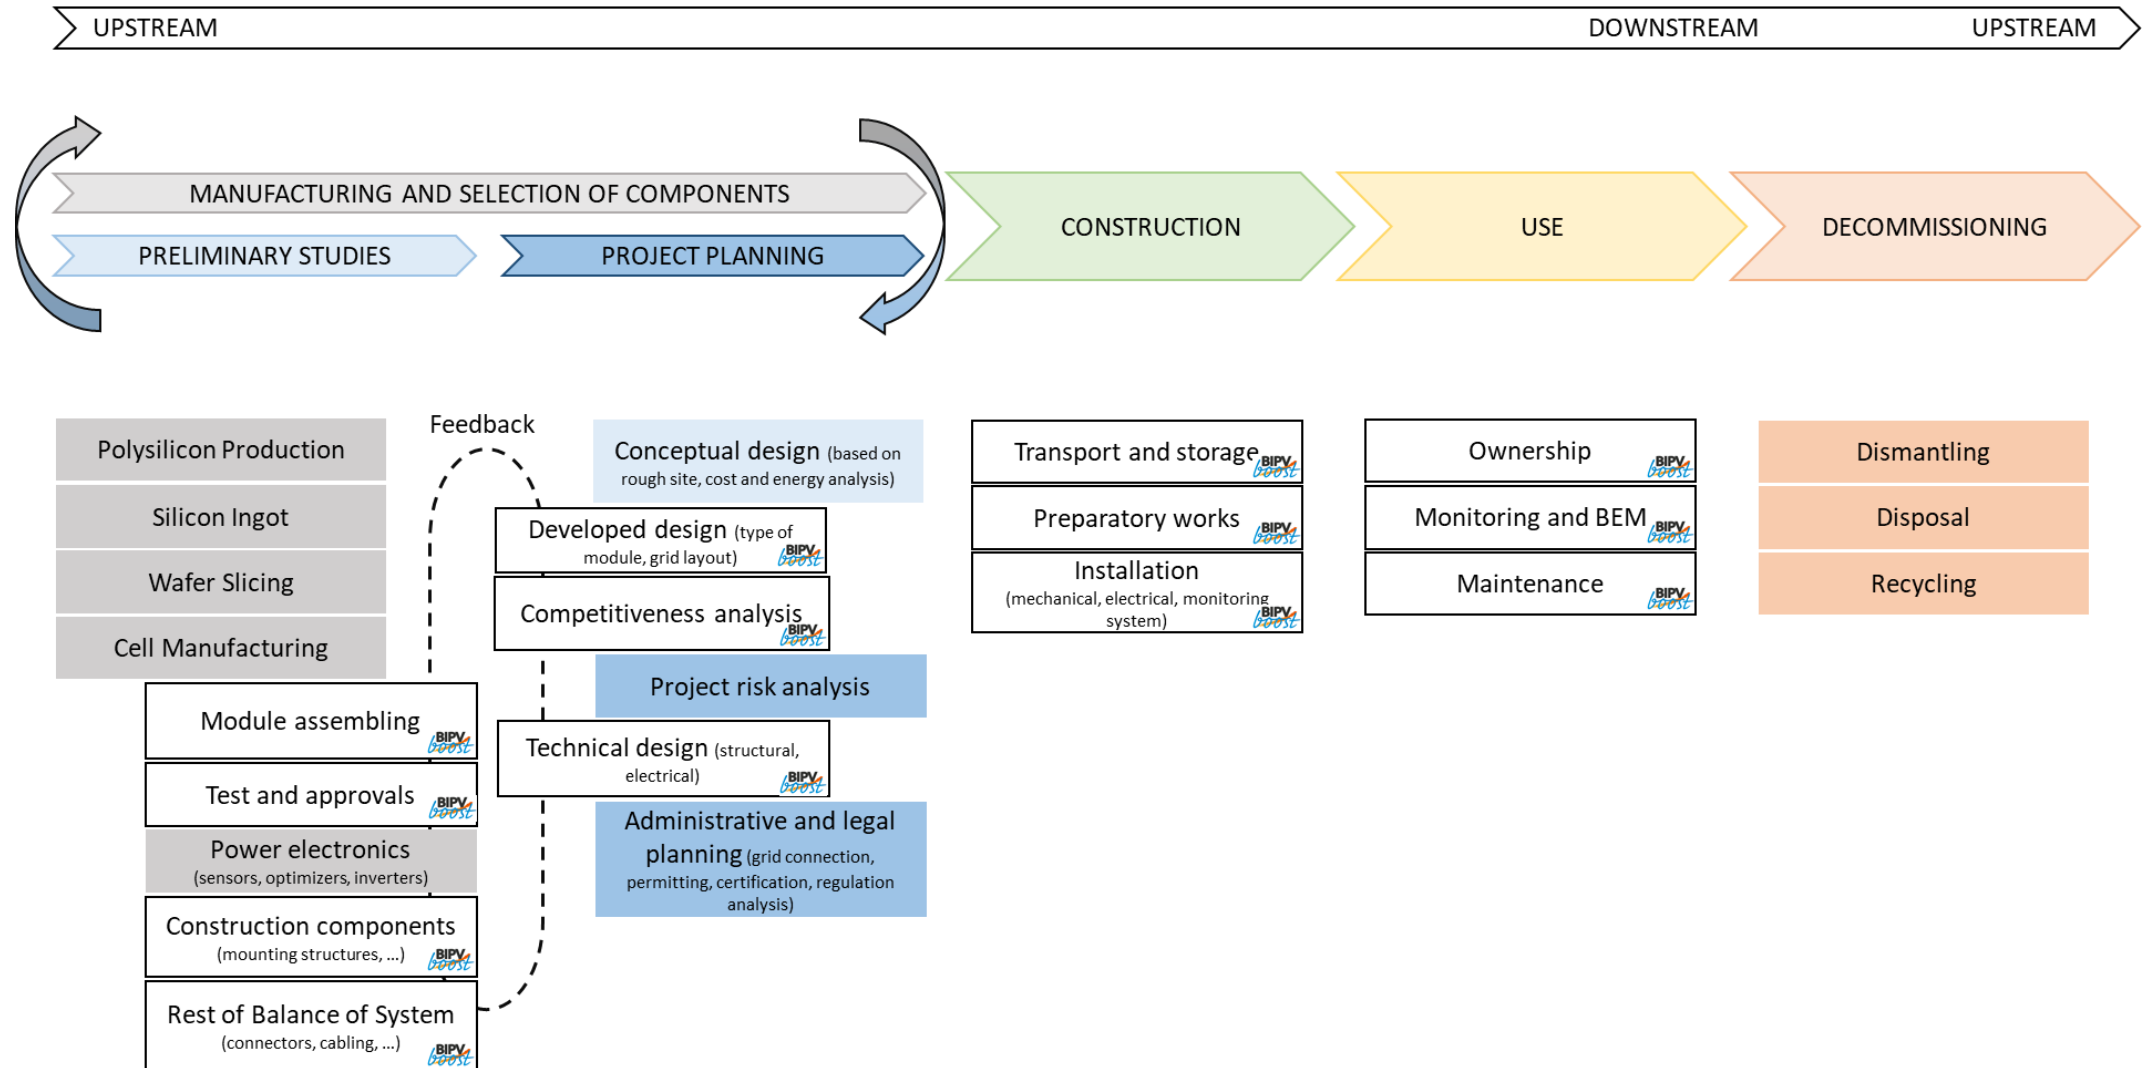 UPSTREAM
DOWNSTREAM
UPSTREAM
MANUFACTURING AND SELECTION OF COMPONENTS
PRELIMINARY STUDIES
PROJECT PLANNING
CONSTRUCTION
USE
DECOMMISSIONING
Polysilicon Production
Silicon Ingot
Wafer Slicing
Cell Manufacturing
Module assembling
BIPV
boost
Test and approvals
BIPV
boost
Power electronics
(sensors, optimizers, inverters)
Construction components
(mounting structures, ...)
BIPV
boost
Rest of Balance of System
(connectors, cabling, ...)
BIPV
boost
Feedback
Conceptual design (based on
rough site, cost and energy analysis)
Developed design (type of
module, grid layout)
BIPV
boost
Competitiveness analysis
BIPV
boost
Project risk analysis
Technical design (structural,
electrical)
BIPV
boost
Administrative and legal
planning (grid connection,
permitting, certification, regulation
analysis)
Transport and storage
BIPV
boost
Preparatory works
BIPV
boost
Installation
(mechanical, electrical, monitoring
system)
BIPV
boost
Ownership
BIPV
boost
Monitoring and BEM
BIPV
boost
Maintenance
BIPV
boost
Dismantling
Disposal
Recycling